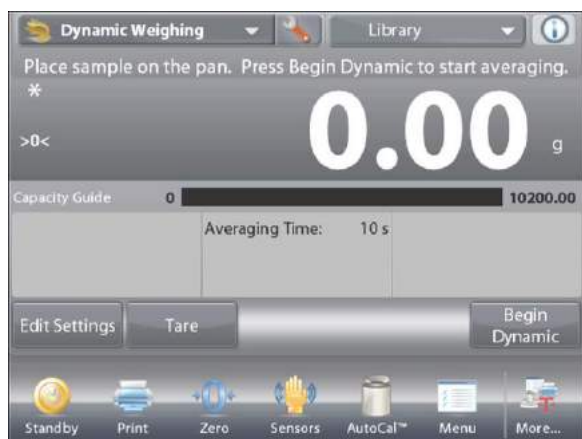 Dynamic Weighing Library
Place sample on the pan. Press Begin Dynamic to start averaging.
*
0.00 g
>0<
Capacity Guide 0 10200.00
Averaging Time: 10 s
Edit Settings Tare Begin Dynamic
Standby Print Zero Sensors AutoCal™ Menu More...